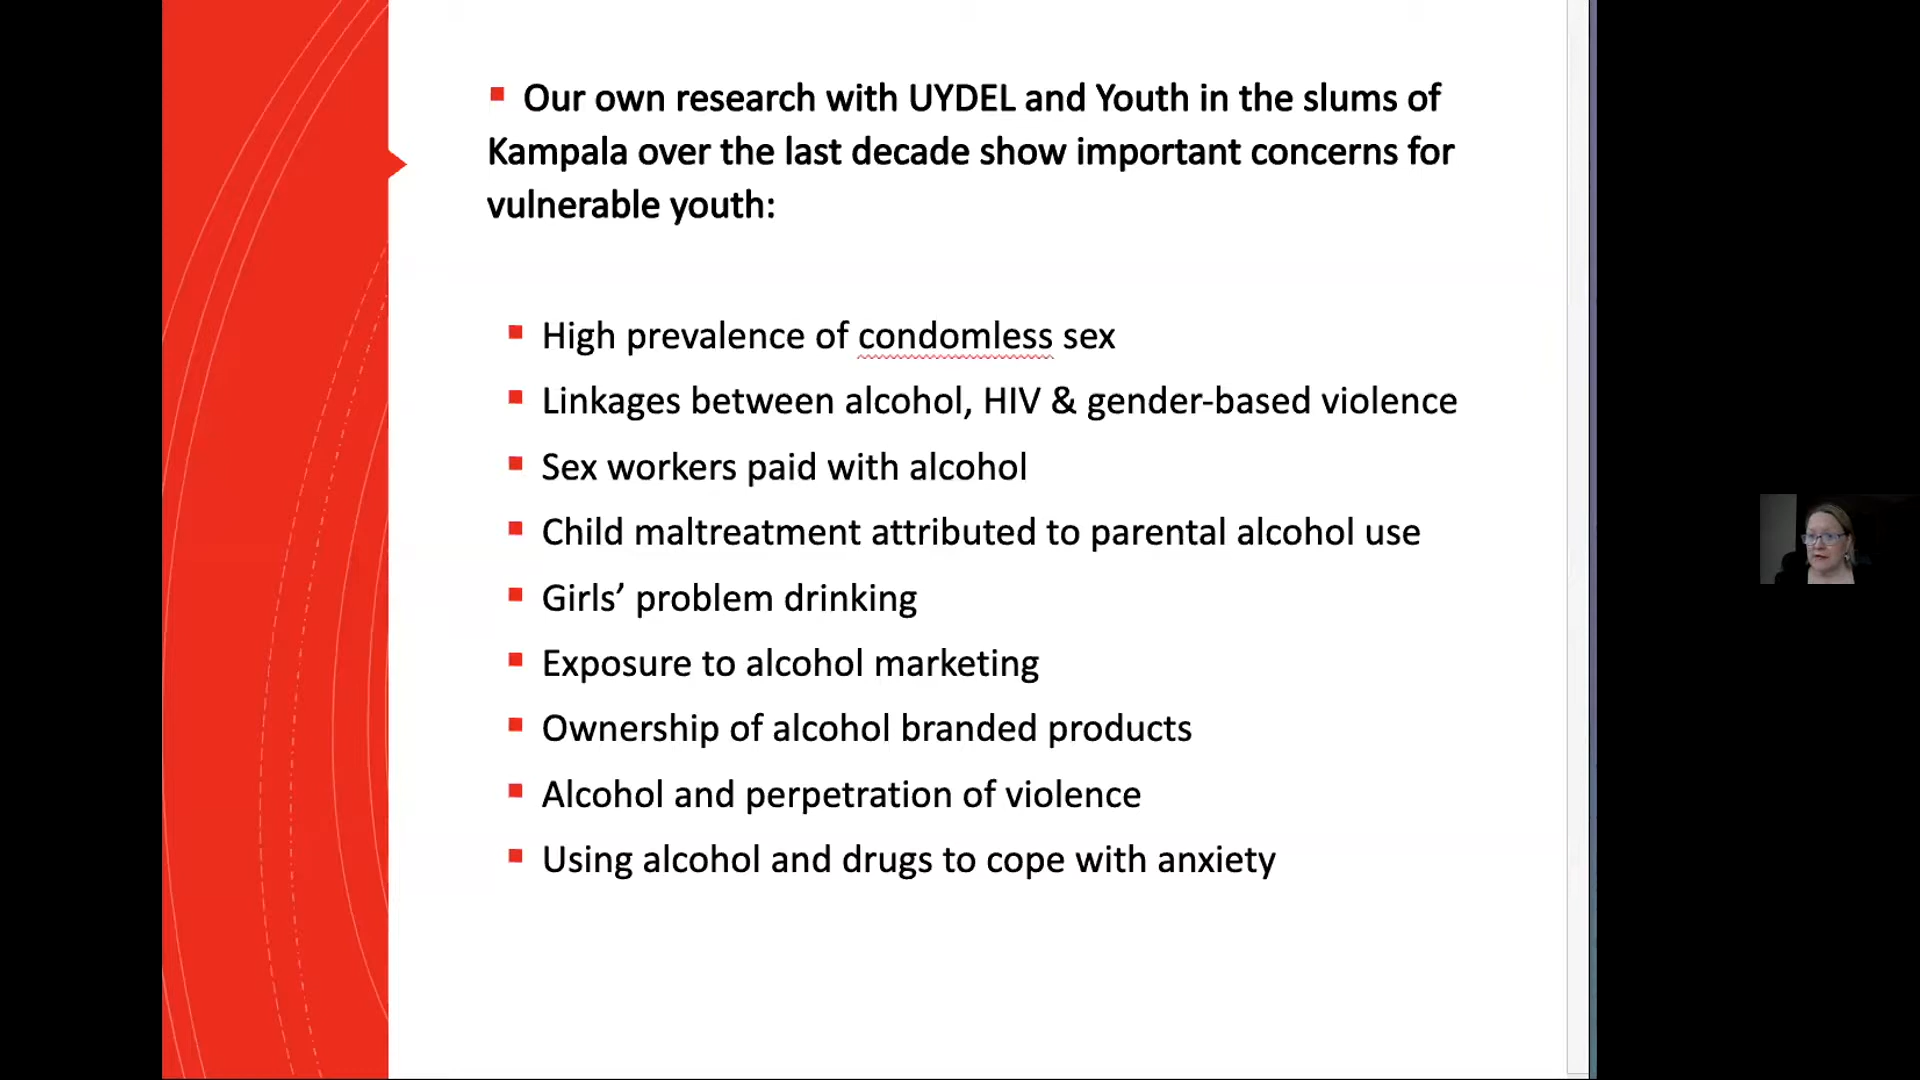 Our own research with UYDEL and Youth in the slums of
Kampala over the last decade show important concerns for
vulnerable youth:
High prevalence of condomless sex
Linkages between alcohol, HIV & gender-based violence
Sex workers paid with alcohol
Child maltreatment attributed to parental alcohol use
Girls’ problem drinking
Exposure to alcohol marketing
Ownership of alcohol branded products
Alcohol and perpetration of violence
Using alcohol and drugs to cope with anxiety